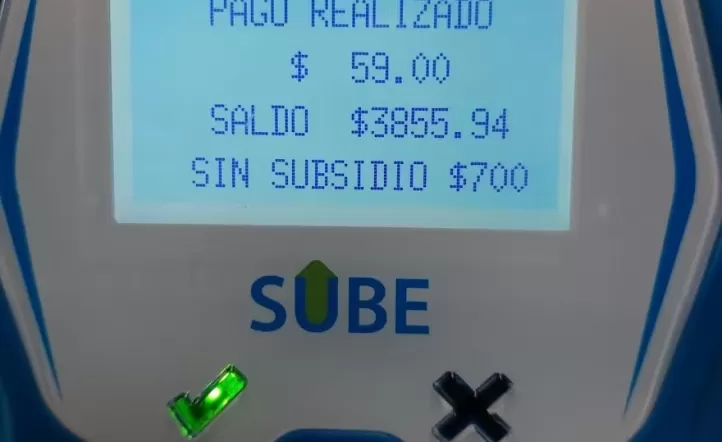 PAGO REALIZADO
$ 59.00
SALDO $3855.94
SIN SUBSIDIO $700
SUBE